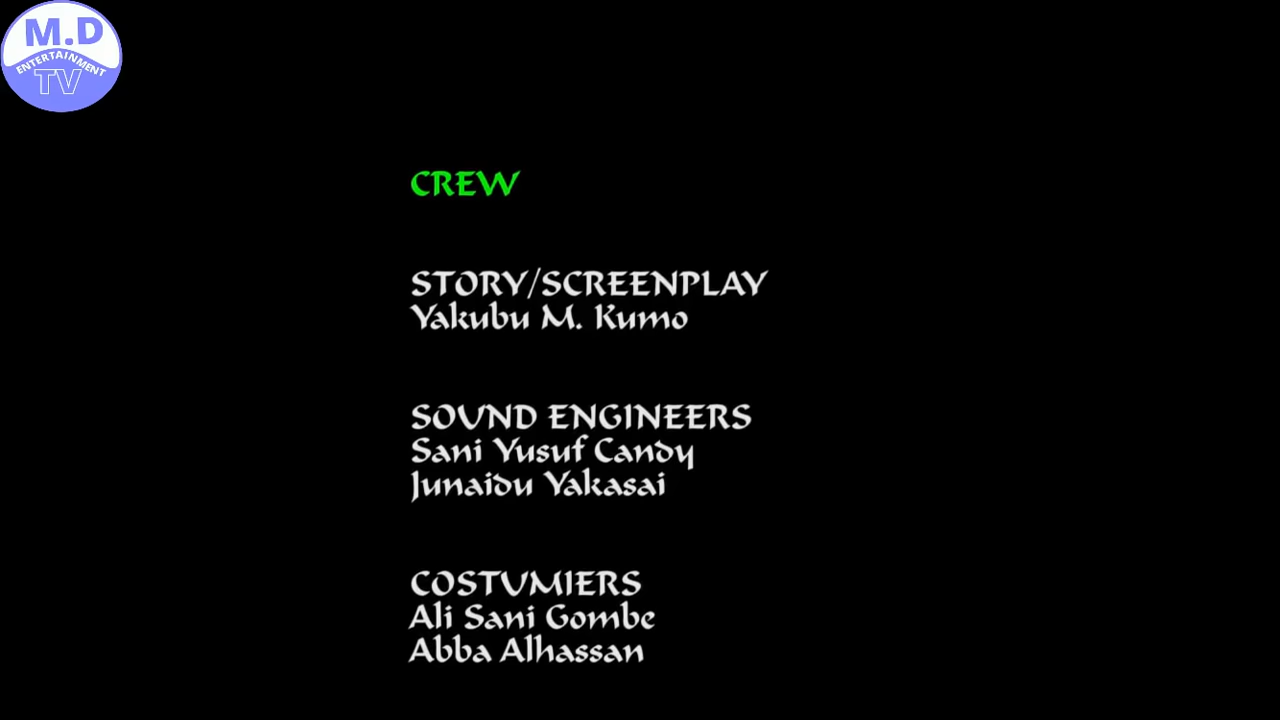 M.D
ENTERTAINMENT
TV
CREW
STORY/SCREENPLAY
Yakubu M. Kumo
SOUND ENGINEERS
Sani Yusuf Candy
Junaidu Yakasai
COSTUMIERS
Ali Sani Gombe
Abba Alhassan